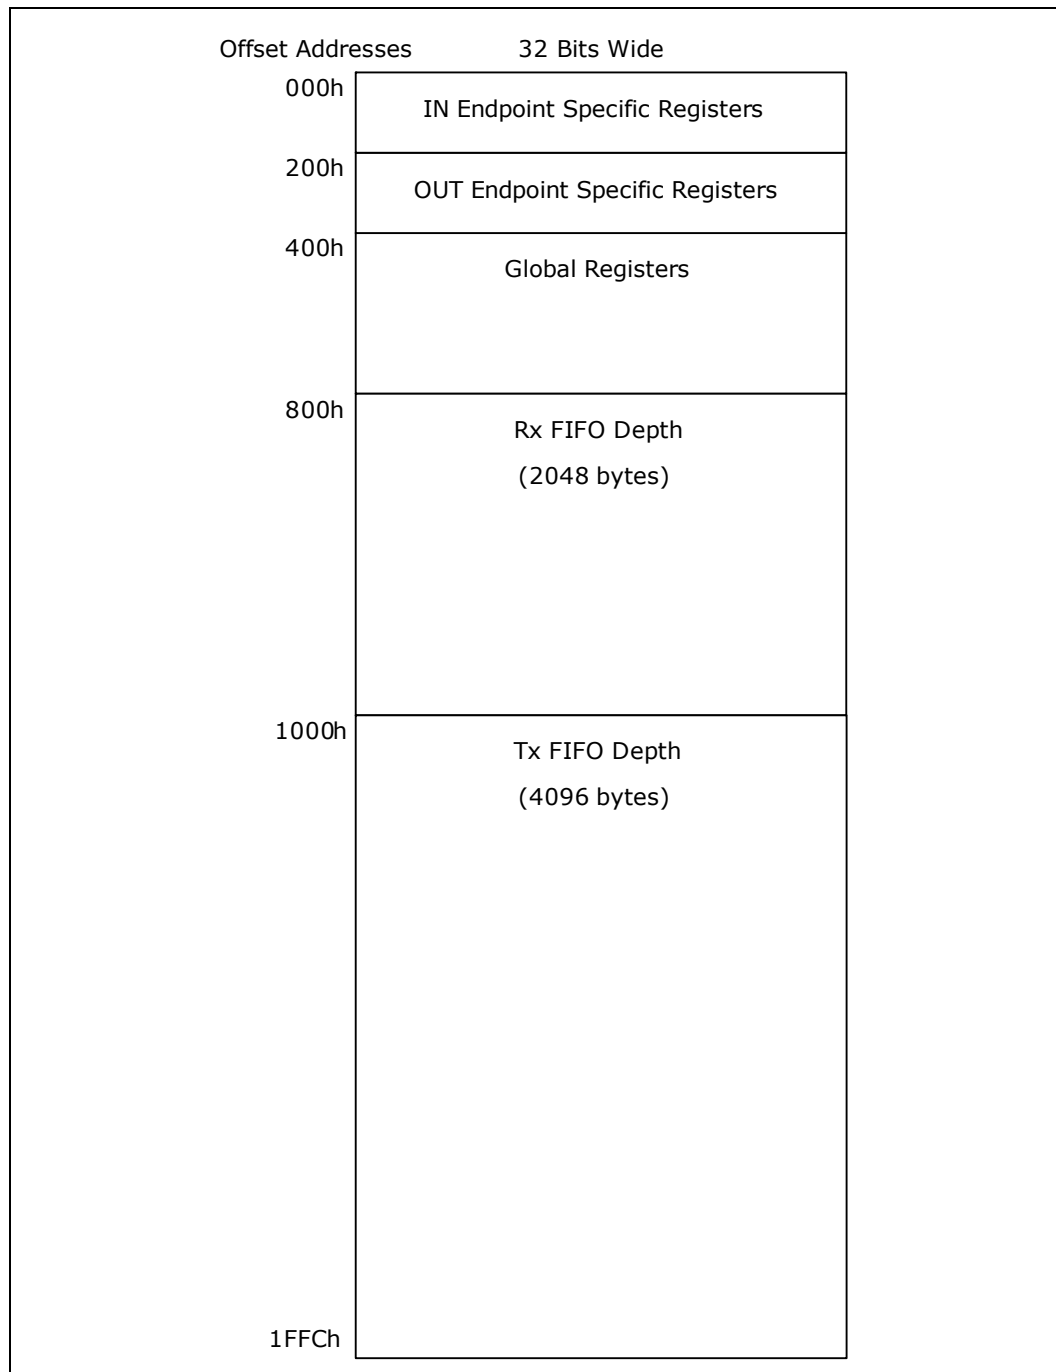 Offset Addresses 32 Bits Wide
000h
IN Endpoint Specific Registers
200h
OUT Endpoint Specific Registers
400h
Global Registers
800h
Rx FIFO Depth
(2048 bytes)
1000h
Tx FIFO Depth
(4096 bytes)
1FFCh